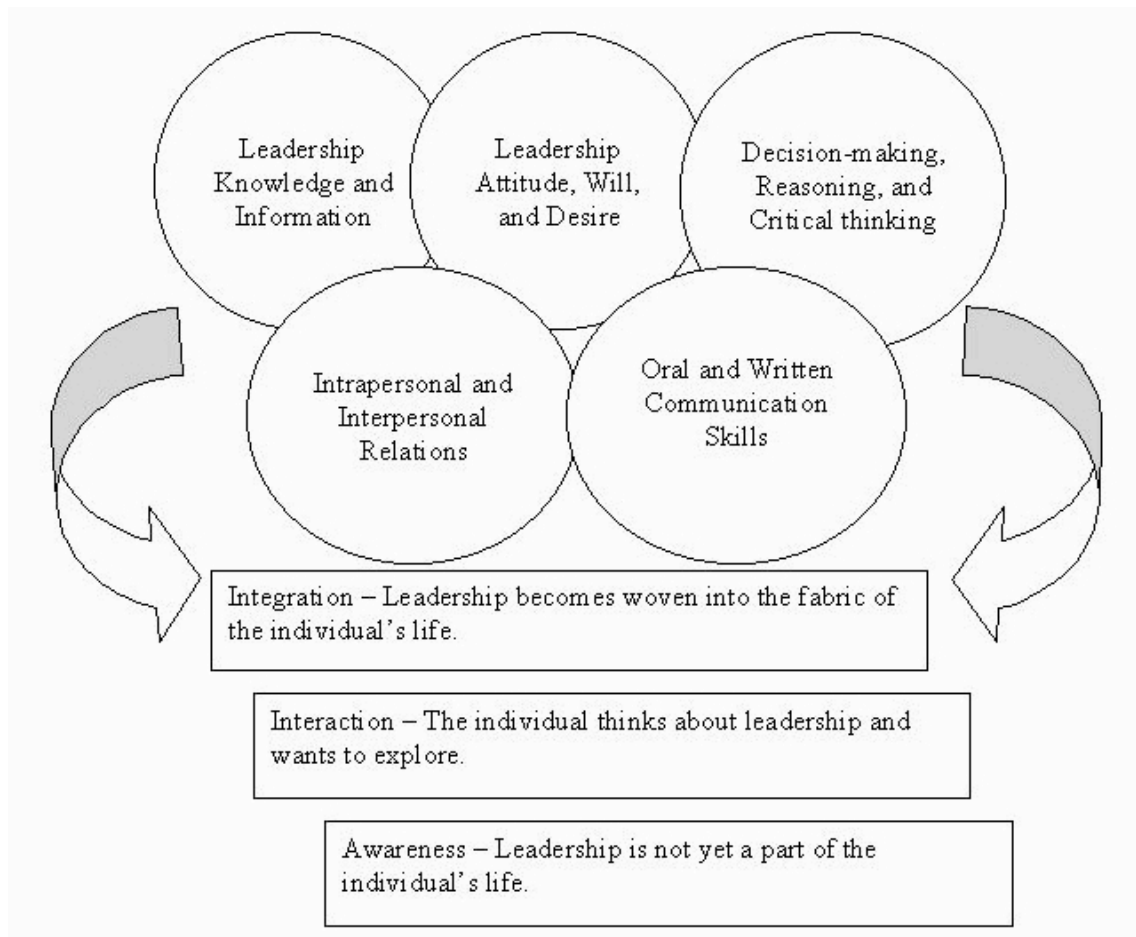 Leadership
Knowledge and
Information
Leadership
Attitude, Will,
and Desire
Decision-making,
Reasoning, and
Critical thinking
Intrapersonal and
Interpersonal
Relations
Oral and Written
Communication
Skills
Integration – Leadership becomes woven into the fabric of
the individual’s life.
Interaction – The individual thinks about leadership and
wants to explore.
Awareness – Leadership is not yet a part of the
individual’s life.